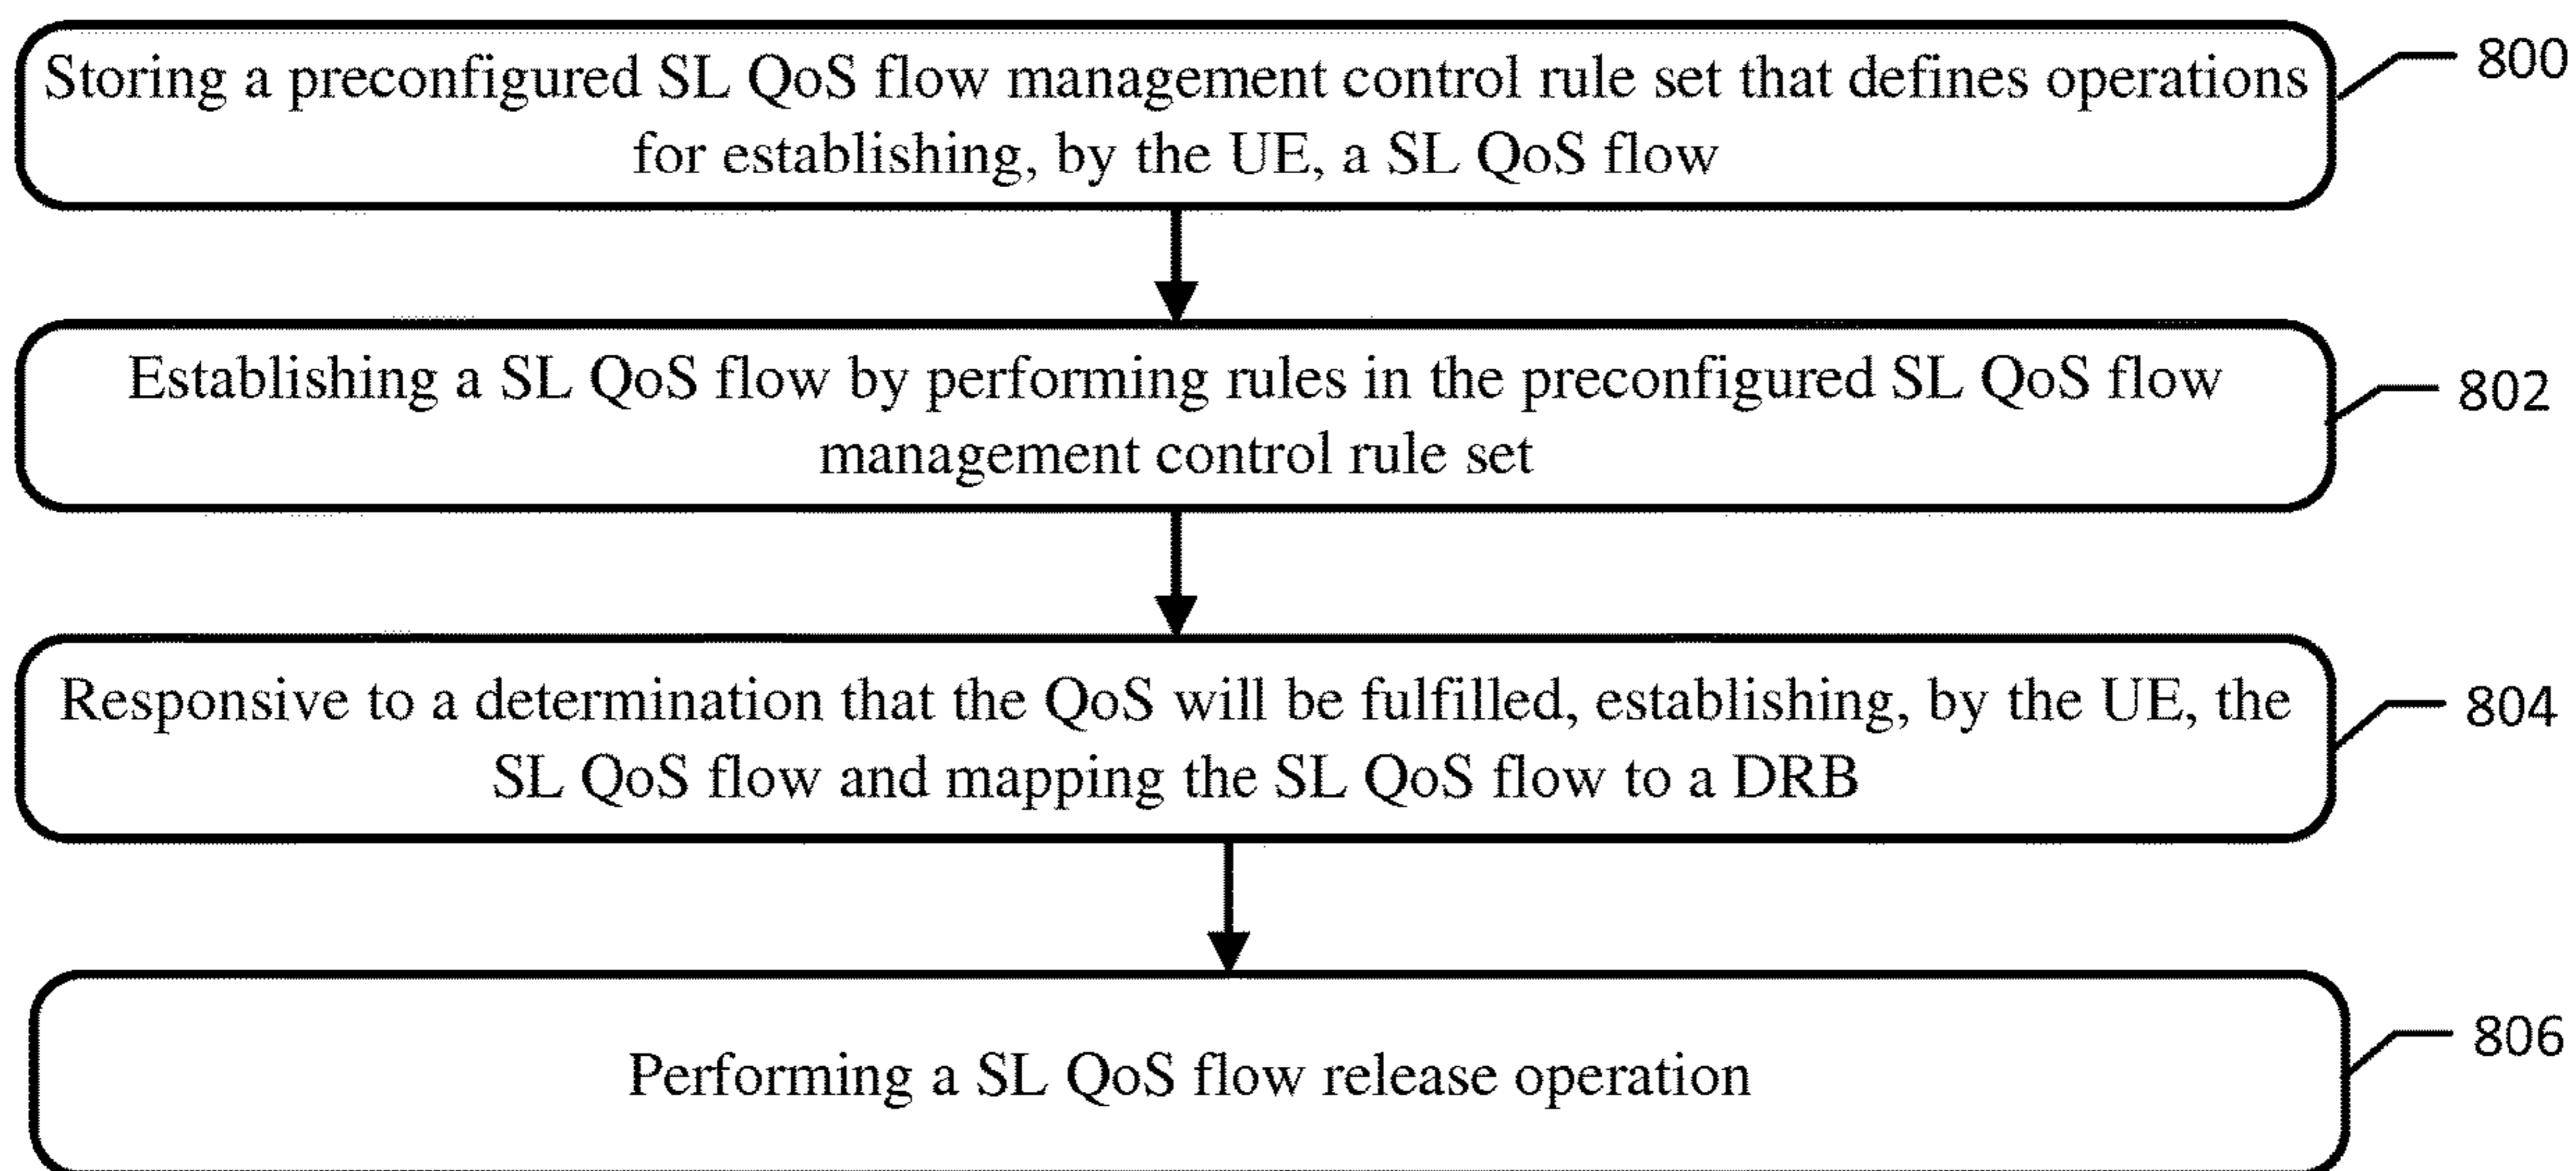 Storing a preconfigured SL QoS flow management control rule set that defines operations
for establishing, by the UE, a SL QoS flow
800
Establishing a SL QoS flow by performing rules in the preconfigured SL QoS flow
management control rule set
802
Responsive to a determination that the QoS will be fulfilled, establishing, by the UE, the
SL QoS flow and mapping the SL QoS flow to a DRB
804
Performing a SL QoS flow release operation
806